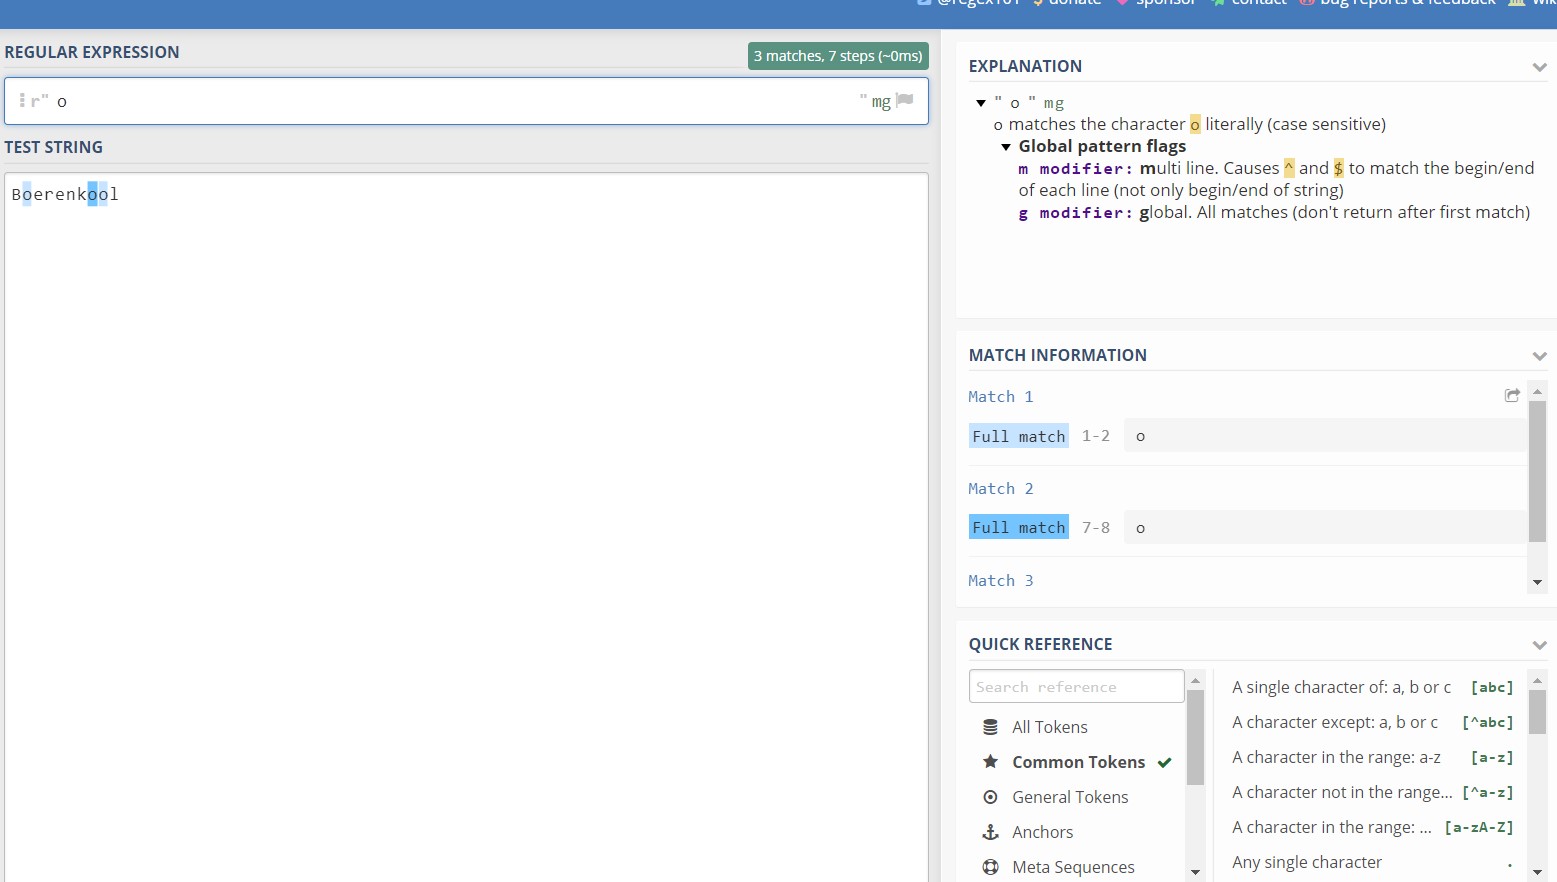 @regex101 $ donate sponsor contact bug reports & feedback wiki
REGULAR EXPRESSION
3 matches, 7 steps (~0ms)
r" o " mg
TEST STRING
Boerenkool
EXPLANATION
" o " mg
o matches the character o literally (case sensitive)
Global pattern flags
m modifier: multi line. Causes ^ and $ to match the begin/end
of each line (not only begin/end of string)
g modifier: global. All matches (don't return after first match)
MATCH INFORMATION
Match 1
Full match 1-2 o
Match 2
Full match 7-8 o
Match 3
QUICK REFERENCE
Search reference
All Tokens
Common Tokens
General Tokens
Anchors
Meta Sequences
A single character of: a, b or c [abc]
A character except: a, b or c [^abc]
A character in the range: a-z [a-z]
A character not in the range... [^a-z]
A character in the range: ... [a-zA-Z]
Any single character .